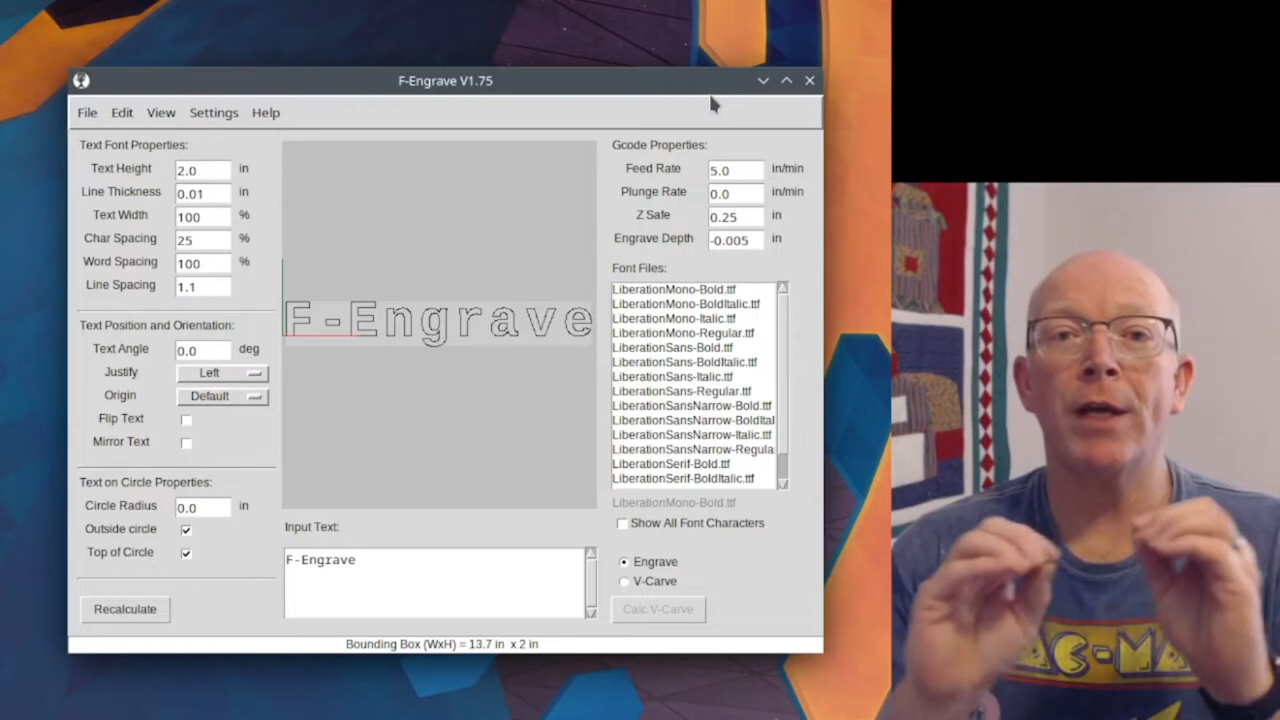 F-Engrave V1.75
File Edit View Settings Help
Text Font Properties:
Text Height 2.0 in
Line Thickness 0.01 in
Text Width 100 %
Char Spacing 25 %
Word Spacing 100 %
Line Spacing 1.1
Text Position and Orientation:
Text Angle 0.0 deg
Justify Left
Origin Default
Flip Text
Mirror Text
Text on Circle Properties:
Circle Radius 0.0 in
Outside circle
Top of Circle
Recalculate
F-Engrave
Input Text:
F-Engrave
Gcode Properties:
Feed Rate 5.0 in/min
Plunge Rate 0.0 in/min
Z Safe 0.25 in
Engrave Depth -0.005 in
Font Files:
LiberationMono-Bold.ttf
LiberationMono-BoldItalic.ttf
LiberationMono-Italic.ttf
LiberationMono-Regular.ttf
LiberationSans-Bold.ttf
LiberationSans-BoldItalic.ttf
LiberationSans-Italic.ttf
LiberationSans-Regular.ttf
LiberationSansNarrow-Bold.ttf
LiberationSansNarrow-BoldItal
LiberationSansNarrow-Italic.ttf
LiberationSansNarrow-Regula
LiberationSerif-Bold.ttf
LiberationSerif-BoldItalic.ttf
LiberationMono-Bold.ttf
Show All Font Characters
Engrave
V-Carve
Calc V-Carve
Bounding Box (WxH) = 13.7 in x 2 in
AC-MA